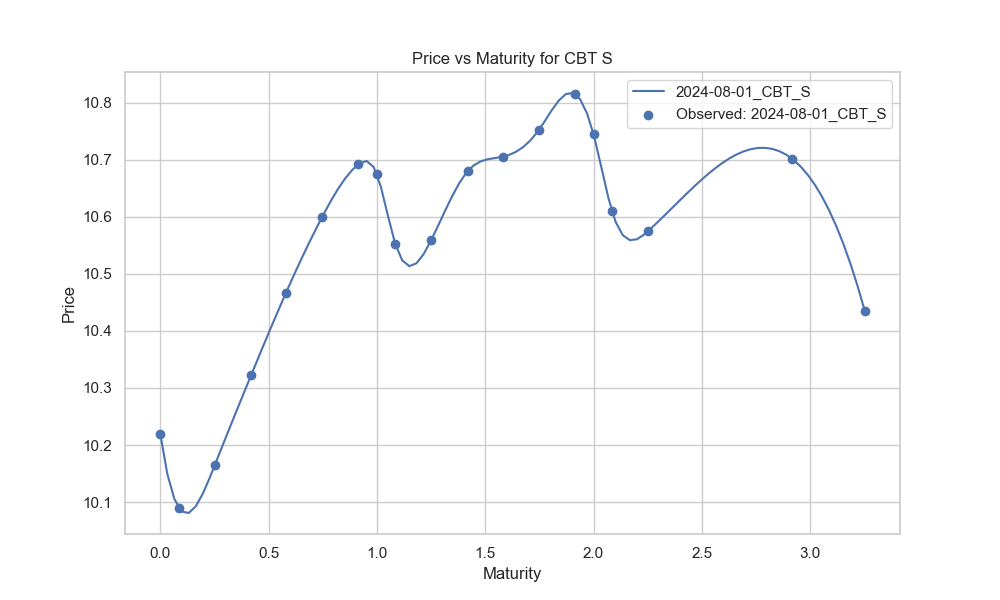 Price vs Maturity for CBT S
2024-08-01_CBT_S
Observed: 2024-08-01_CBT_S
Price
10.8
10.7
10.6
10.5
10.4
10.3
10.2
10.1
0.0 0.5 1.0 1.5 2.0 2.5 3.0
Maturity